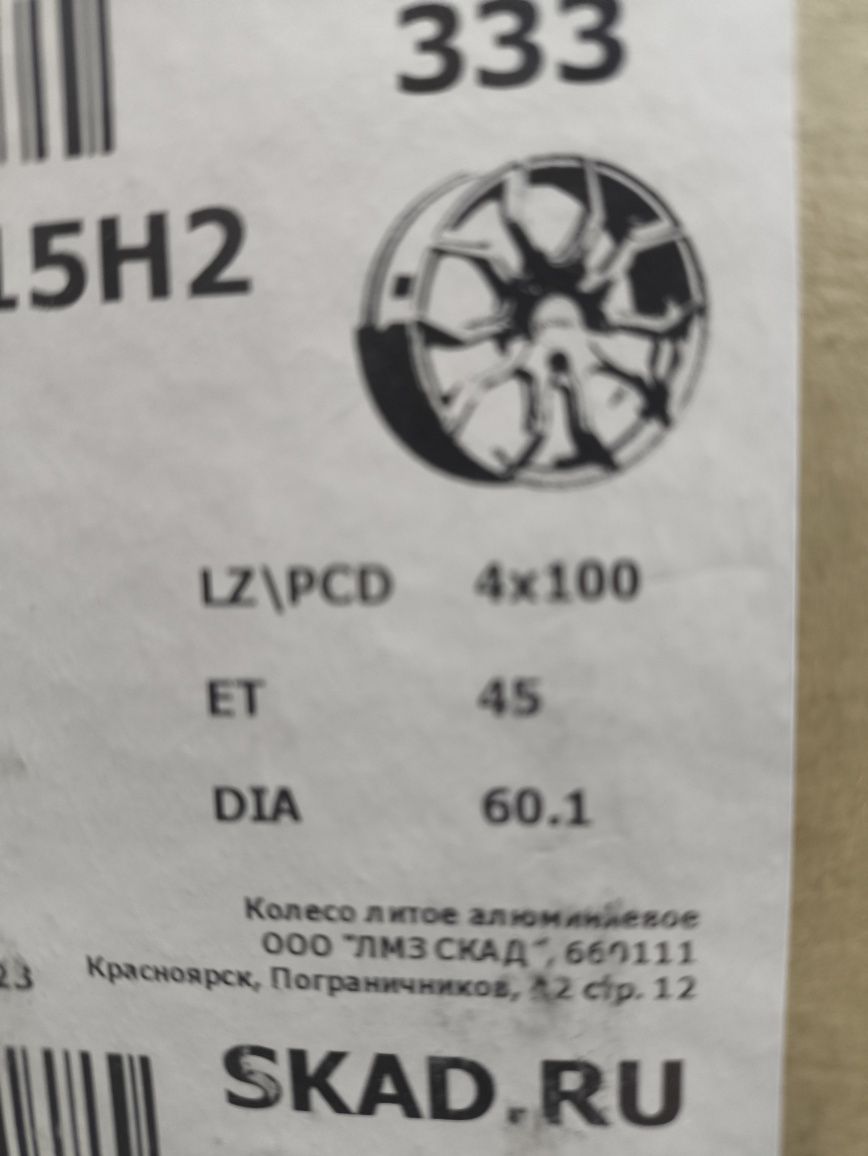 333
15H2
LZ\PCD 4x100
ET 45
DIA 60.1
Колесо литое алюминиевое
ООО "ЛМЗ СКАД", 660111
23 Красноярск, Пограничников, 42 стр. 12
SKAD.RU